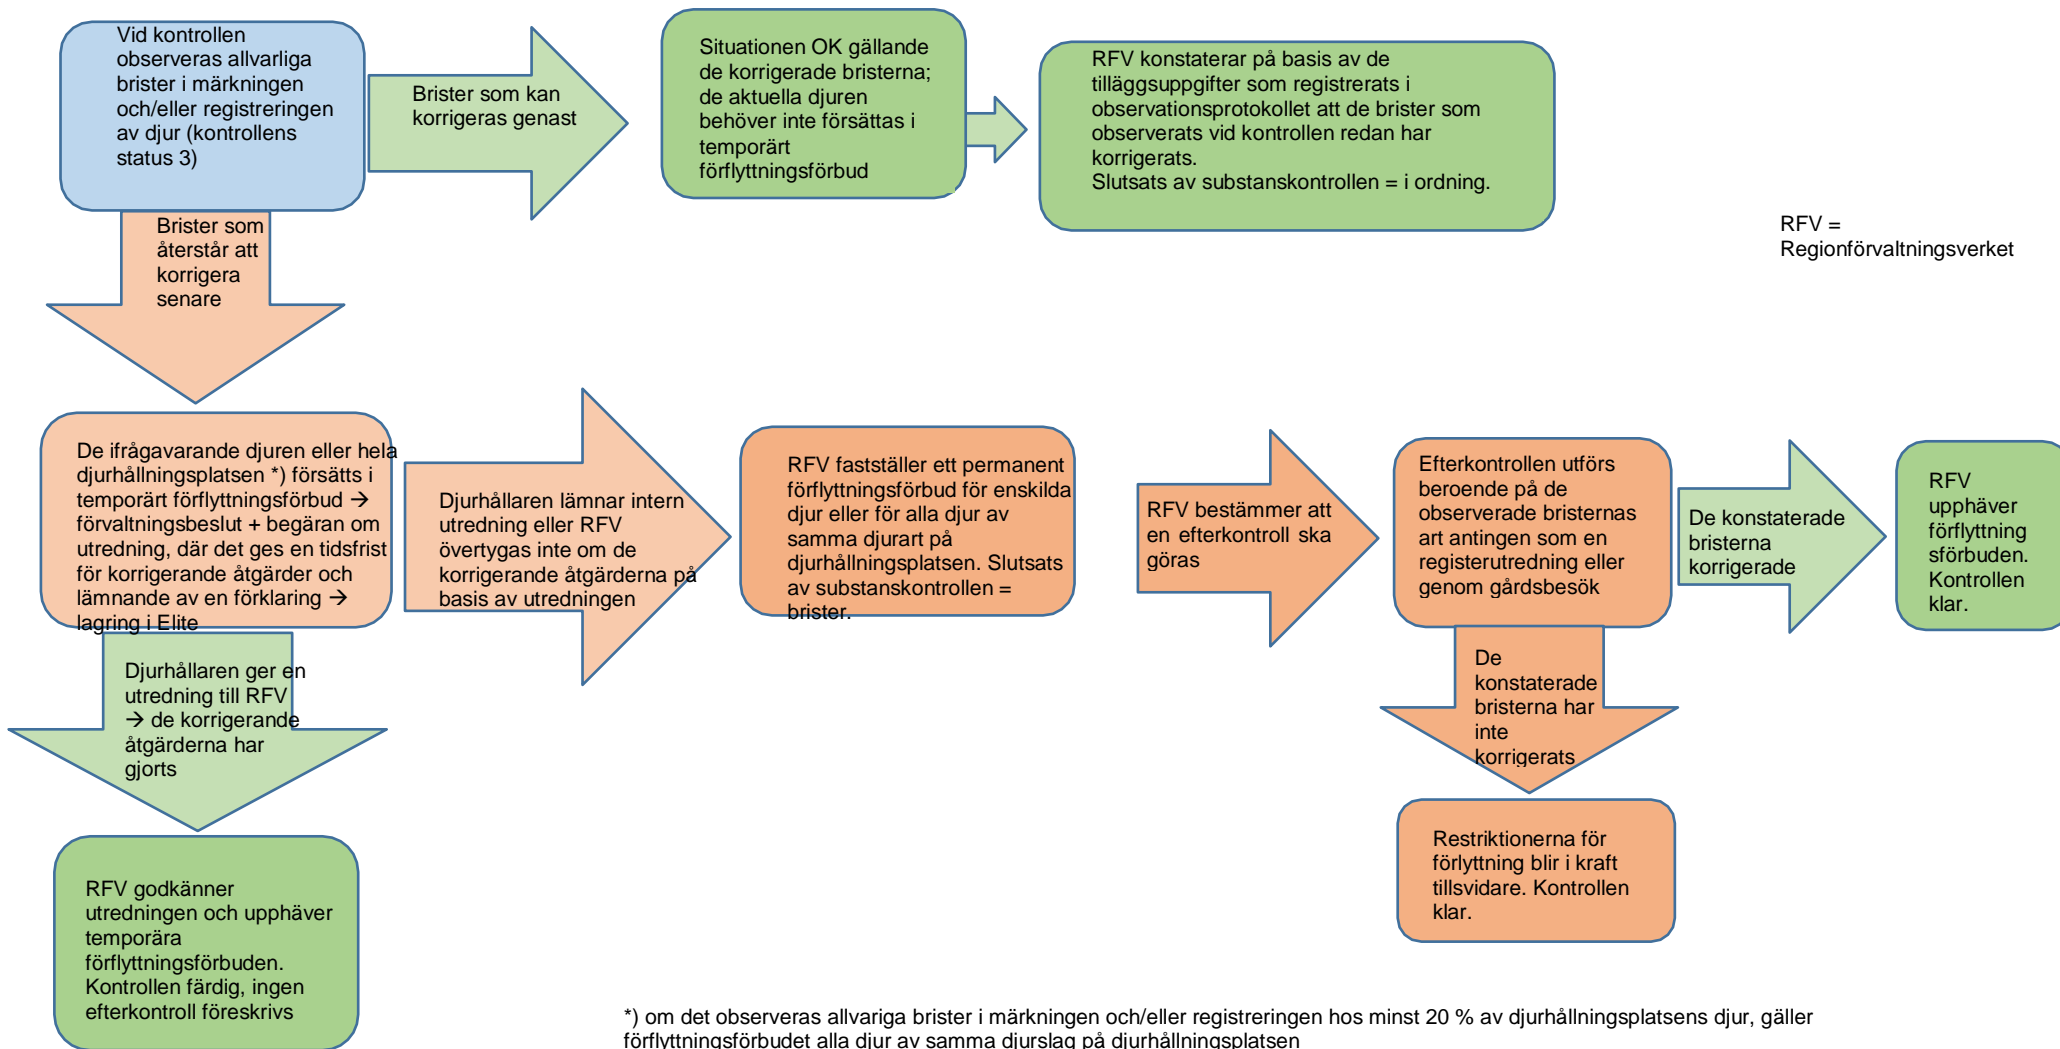 Vid kontrollen
observeras allvarliga
brister i märkningen
och/eller registreringen
av djur (kontrollens
status 3)
Brister som kan
korrigeras genast
Situationen OK gällande
de korrigerade bristerna;
de aktuella djuren
behöver inte försättas i
temporärt
förflyttningsförbud
RFV konstaterar på basis av de
tilläggsuppgifter som registrerats i
observationsprotokollet att de brister som
observerats vid kontrollen redan har
korrigerats.
Slutsats av substanskontrollen = i ordning.
RFV =
Regionförvaltningsverket
Brister som
återstår att
korrigera
senare
De ifrågavarande djuren eller hela
djurhållningsplatsen *) försätts i
temporärt förflyttningsförbud →
förvaltningsbeslut + begäran om
utredning, där det ges en tidsfrist
för korrigerande åtgärder och
lämnande av en förklaring →
lagring i Elite
Djurhållaren lämnar intern
utredning eller RFV
övertygas inte om de
korrigerande åtgärderna på
basis av utredningen
RFV fastställer ett permanent
förflyttningsförbud för enskilda
djur eller för alla djur av
samma djurart på
djurhållningsplatsen. Slutsats
av substanskontrollen =
brister.
RFV bestämmer att
en efterkontroll ska
göras
Efterkontrollen utförs
beroende på de
observerade bristernas
art antingen som en
registerutredning eller
genom gårdsbesök
De konstaterade
bristerna
korrigerade
RFV
upphäver
förflyttning
sförbuden.
Kontrollen
klar.
Djurhållaren ger en
utredning till RFV
→ de korrigerande
åtgärderna har
gjorts
De
konstaterade
bristerna har
inte
korrigerats
RFV godkänner
utredningen och upphäver
temporära
förflyttningsförbuden.
Kontrollen färdig, ingen
efterkontroll föreskrivs
Restriktionerna för
förlyttning blir i kraft
tillsvidare. Kontrollen
klar.
*) om det observeras allvariga brister i märkningen och/eller registreringen hos minst 20 % av djurhållningsplatsens djur, gäller
förflyttningsförbudet alla djur av samma djurslag på djurhållningsplatsen